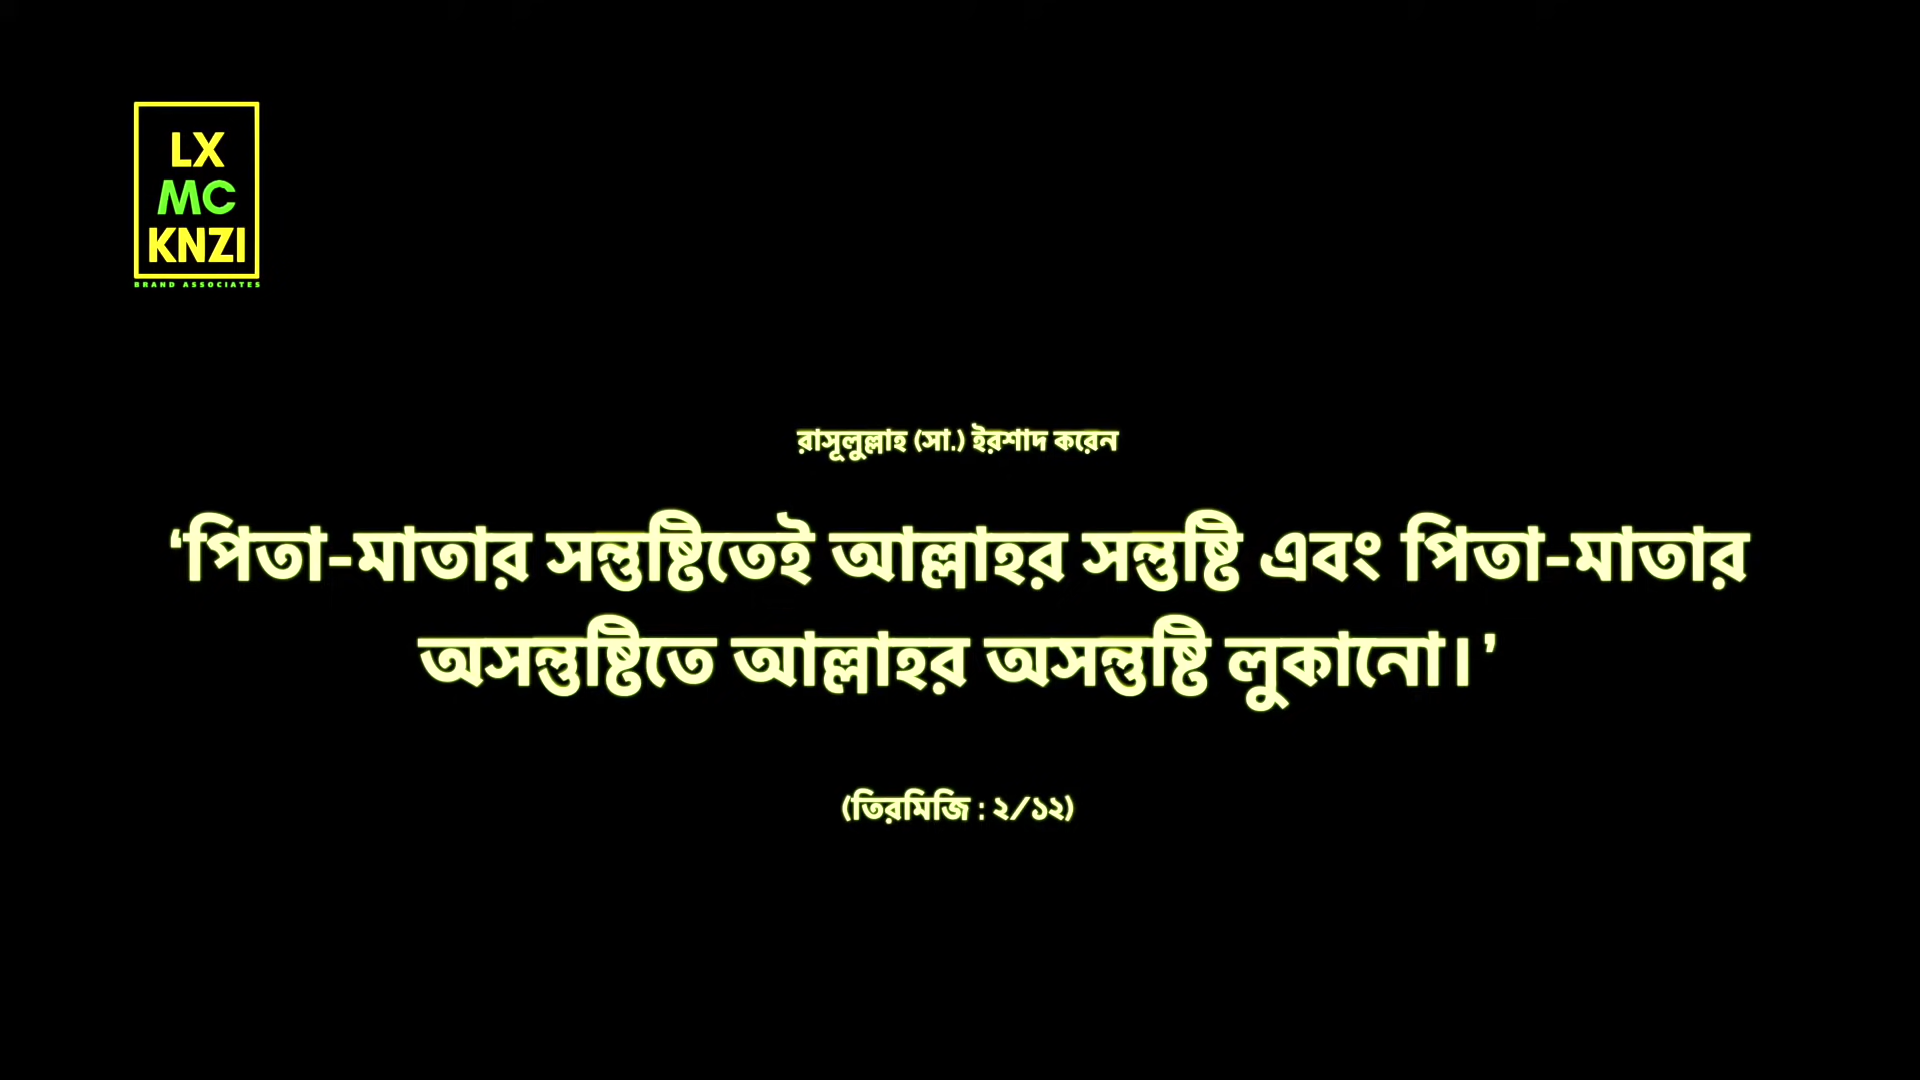 LX
MC
KNZI
BRAND ASSOCIATES
রাসূলুল্লাহ (সা.) ইরশাদ করেন
‘পিতা-মাতার সন্তুষ্টিতেই আল্লাহর সন্তুষ্টি এবং পিতা-মাতার
অসন্তুষ্টিতে আল্লাহর অসন্তুষ্টি লুকানো।’
(তিরমিজি : ২/১২)